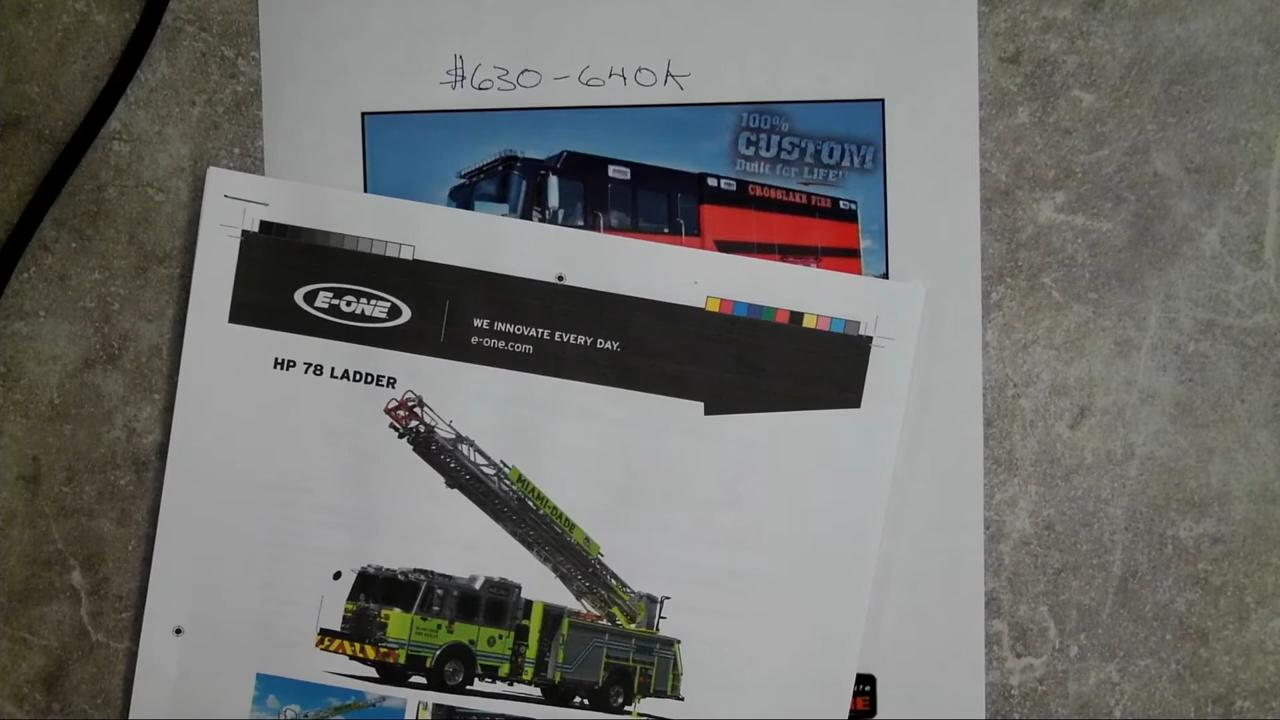 $630-640K
100%
CUSTOM
Built for LIFE!
CROSSLAKE FIRE
E-ONE
WE INNOVATE EVERY DAY.
e-one.com
HP 78 LADDER
MIAMI-DADE